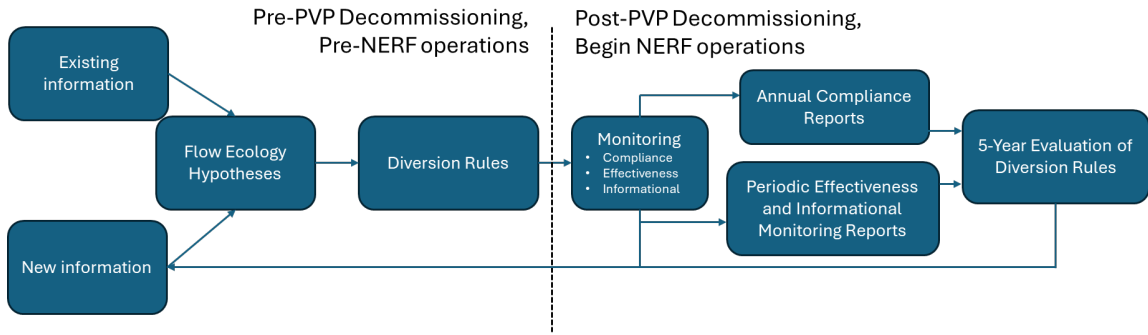 Pre-PVP Decommissioning,
Pre-NERF operations
Post-PVP Decommissioning,
Begin NERF operations
Existing
information
Flow Ecology
Hypotheses
New information
Diversion Rules
Monitoring
• Compliance
• Effectiveness
• Informational
Annual Compliance
Reports
Periodic Effectiveness
and Informational
Monitoring Reports
5-Year Evaluation of
Diversion Rules